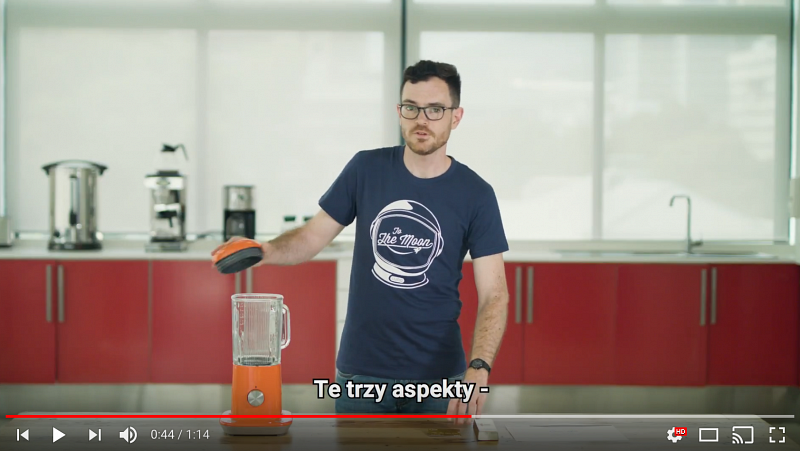 To
The Moon
Te trzy aspekty -
0:44 / 1:14
HD